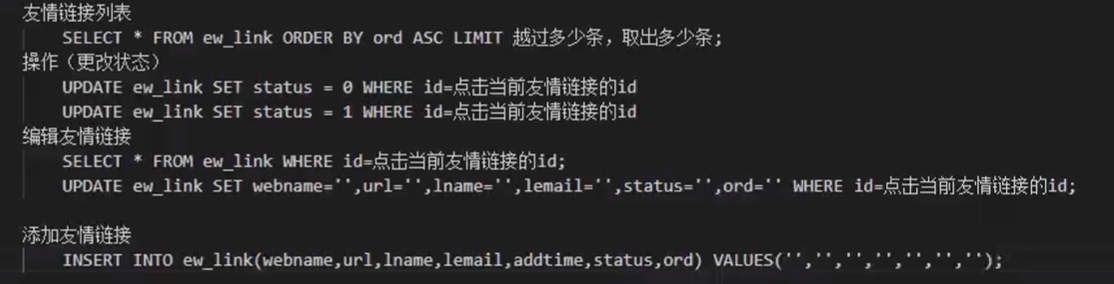 友情链接列表
SELECT * FROM ew_link ORDER BY ord ASC LIMIT 越过多少条，取出多少条;
操作（更改状态）
UPDATE ew_link SET status = 0 WHERE id=点击当前友情链接的id
UPDATE ew_link SET status = 1 WHERE id=点击当前友情链接的id
编辑友情链接
SELECT * FROM ew_link WHERE id=点击当前友情链接的id;
UPDATE ew_link SET webname='',url='',lname='',lemail='',status='',ord='' WHERE id=点击当前友情链接的id;
添加友情链接
INSERT INTO ew_link(webname,url,lname,lemail,addtime,status,ord) VALUES('','','','','','','');